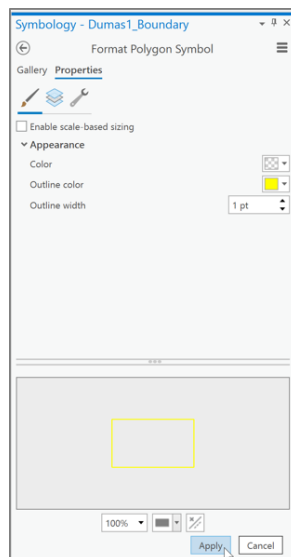 Symbology - Dumas1_Boundary
Format Polygon Symbol
Gallery Properties
Enable scale-based sizing
Appearance
Color
Outline color
Outline width 1 pt
100%
Apply Cancel